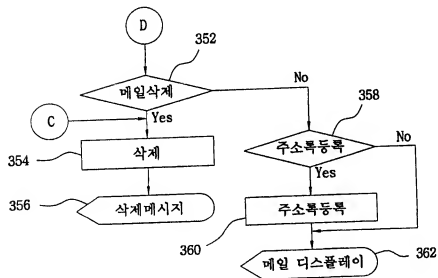 D
352
메일삭제
No
C
Yes
358
주소록등록
No
354
삭제
Yes
356
삭제메시지
주소록등록
360
메일 디스플레이
362